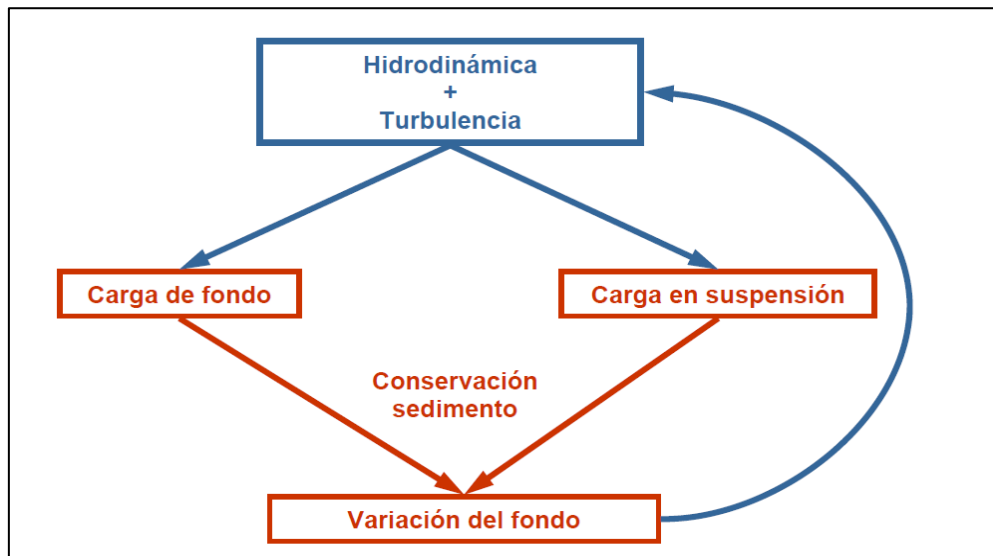 Hidrodinámica
+
Turbulencia
Carga de fondo
Carga en suspensión
Conservación
sedimento
Variación del fondo